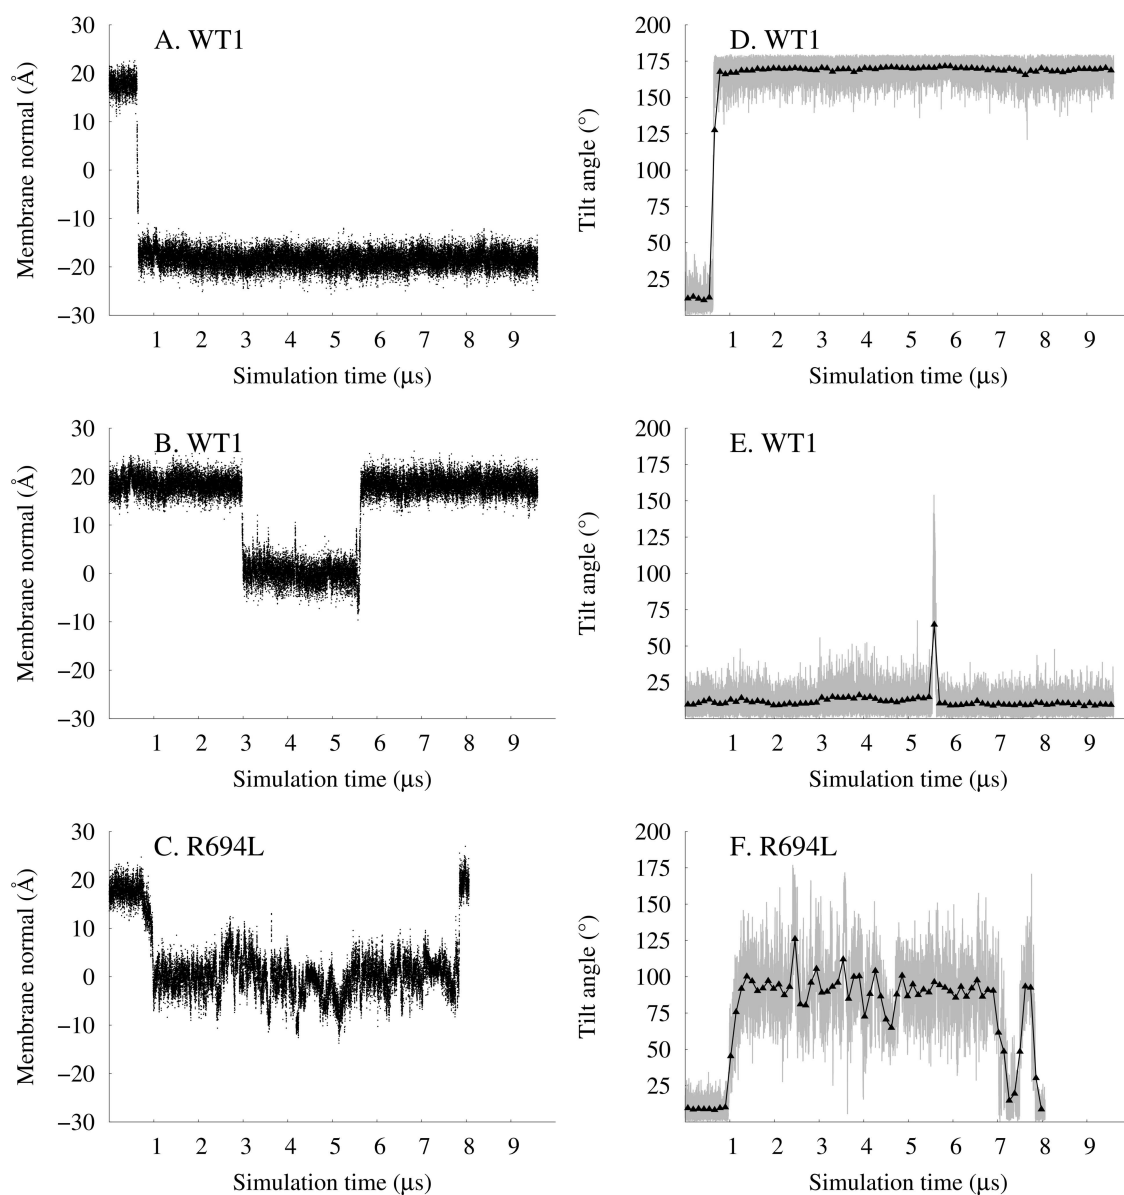 A. WT1
Membrane normal (Å)
30
20
10
0
−10
−20
−30
1 2 3 4 5 6 7 8 9
Simulation time (μs)
D. WT1
Tilt angle (°)
200
175
150
125
100
75
50
25
1 2 3 4 5 6 7 8 9
Simulation time (μs)
B. WT1
Membrane normal (Å)
30
20
10
0
−10
−20
−30
1 2 3 4 5 6 7 8 9
Simulation time (μs)
E. WT1
Tilt angle (°)
200
175
150
125
100
75
50
25
1 2 3 4 5 6 7 8 9
Simulation time (μs)
C. R694L
Membrane normal (Å)
30
20
10
0
−10
−20
−30
1 2 3 4 5 6 7 8 9
Simulation time (μs)
F. R694L
Tilt angle (°)
200
175
150
125
100
75
50
25
1 2 3 4 5 6 7 8 9
Simulation time (μs)